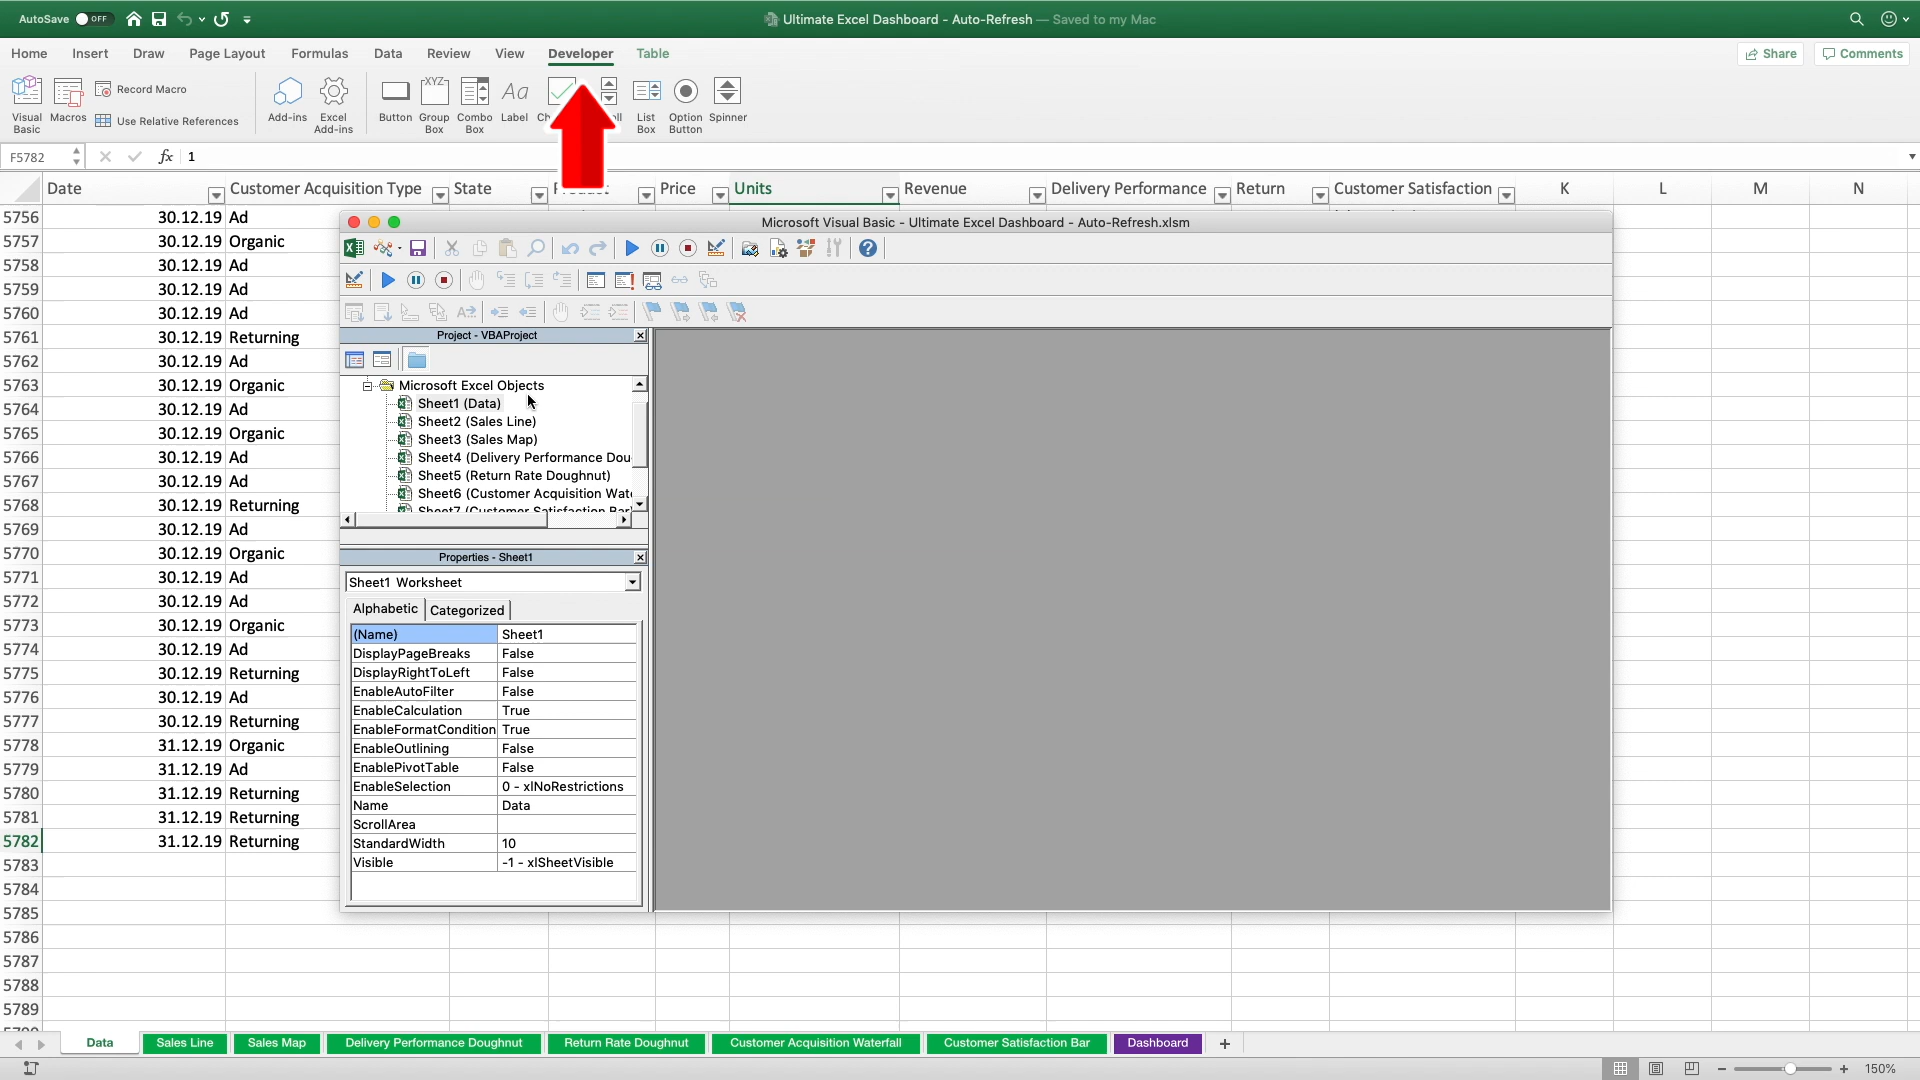 AutoSave OFF Ultimate Excel Dashboard - Auto-Refresh — Saved to my Mac
Home Insert Draw Page Layout Formulas Data Review View Developer Table Share Comments
Visual Basic Macros Record Macro Use Relative References Add-ins Excel Add-ins Button Group Box Combo Box Label List Box Option Button Spinner
XYZ Aa
F5782 fx 1
Date Customer Acquisition Type State Price Units Revenue Delivery Performance Return Customer Satisfaction K L M N
5756 30.12.19 Ad
5757 30.12.19 Organic
5758 30.12.19 Ad
5759 30.12.19 Ad
5760 30.12.19 Ad
5761 30.12.19 Returning
5762 30.12.19 Ad
5763 30.12.19 Organic
5764 30.12.19 Ad
5765 30.12.19 Organic
5766 30.12.19 Ad
5767 30.12.19 Ad
5768 30.12.19 Returning
5769 30.12.19 Ad
5770 30.12.19 Organic
5771 30.12.19 Ad
5772 30.12.19 Ad
5773 30.12.19 Organic
5774 30.12.19 Ad
5775 30.12.19 Returning
5776 30.12.19 Ad
5777 30.12.19 Returning
5778 31.12.19 Organic
5779 31.12.19 Ad
5780 31.12.19 Returning
5781 31.12.19 Returning
5782 31.12.19 Returning
5783
5784
5785
5786
5787
5788
5789
5790
Microsoft Visual Basic - Ultimate Excel Dashboard - Auto-Refresh.xlsm
Project - VBAProject
Microsoft Excel Objects
Sheet1 (Data)
Sheet2 (Sales Line)
Sheet3 (Sales Map)
Sheet4 (Delivery Performance Dou
Sheet5 (Return Rate Doughnut)
Sheet6 (Customer Acquisition Wate
Sheet7 (Customer Satisfaction Bar)
Properties - Sheet1
Sheet1 Worksheet
Alphabetic Categorized
(Name) Sheet1
DisplayPageBreaks False
DisplayRightToLeft False
EnableAutoFilter False
EnableCalculation True
EnableFormatCondition True
EnableOutlining False
EnablePivotTable False
EnableSelection 0 - xlNoRestrictions
Name Data
ScrollArea
StandardWidth 10
Visible -1 - xlSheetVisible
Data Sales Line Sales Map Delivery Performance Doughnut Return Rate Doughnut Customer Acquisition Waterfall Customer Satisfaction Bar Dashboard +
150%